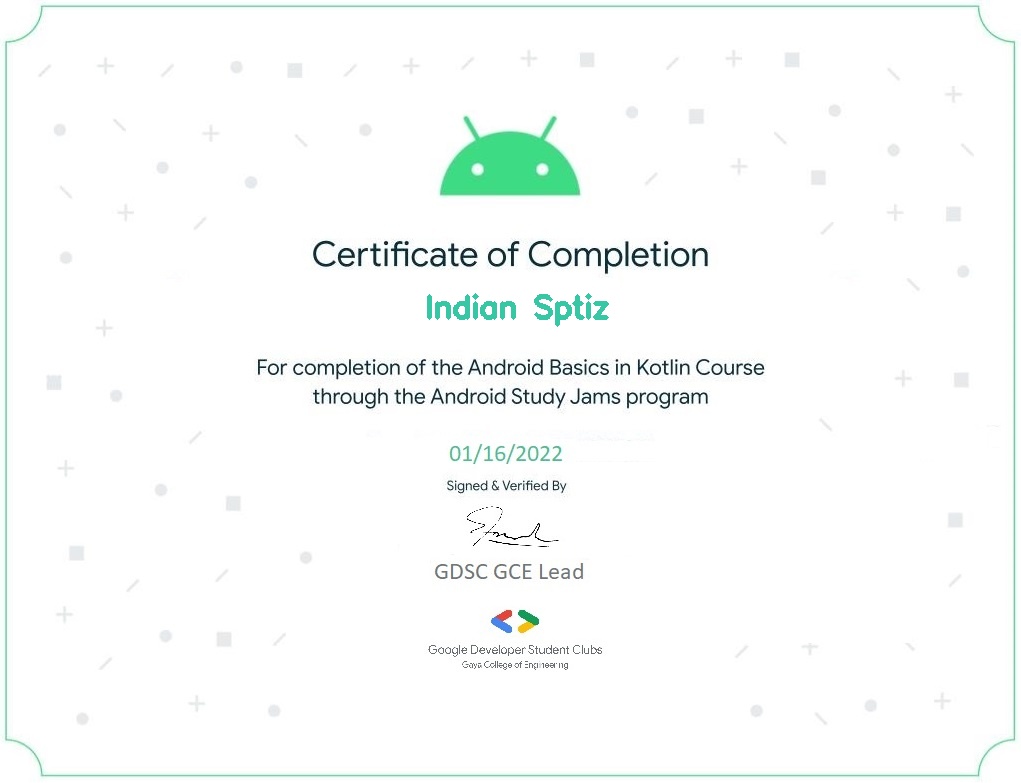 Certificate of Completion
Indian Sptiz
For completion of the Android Basics in Kotlin Course
through the Android Study Jams program
01/16/2022
Signed & Verified By
GDSC GCE Lead
Google Developer Student Clubs
Gaya College of Engineering